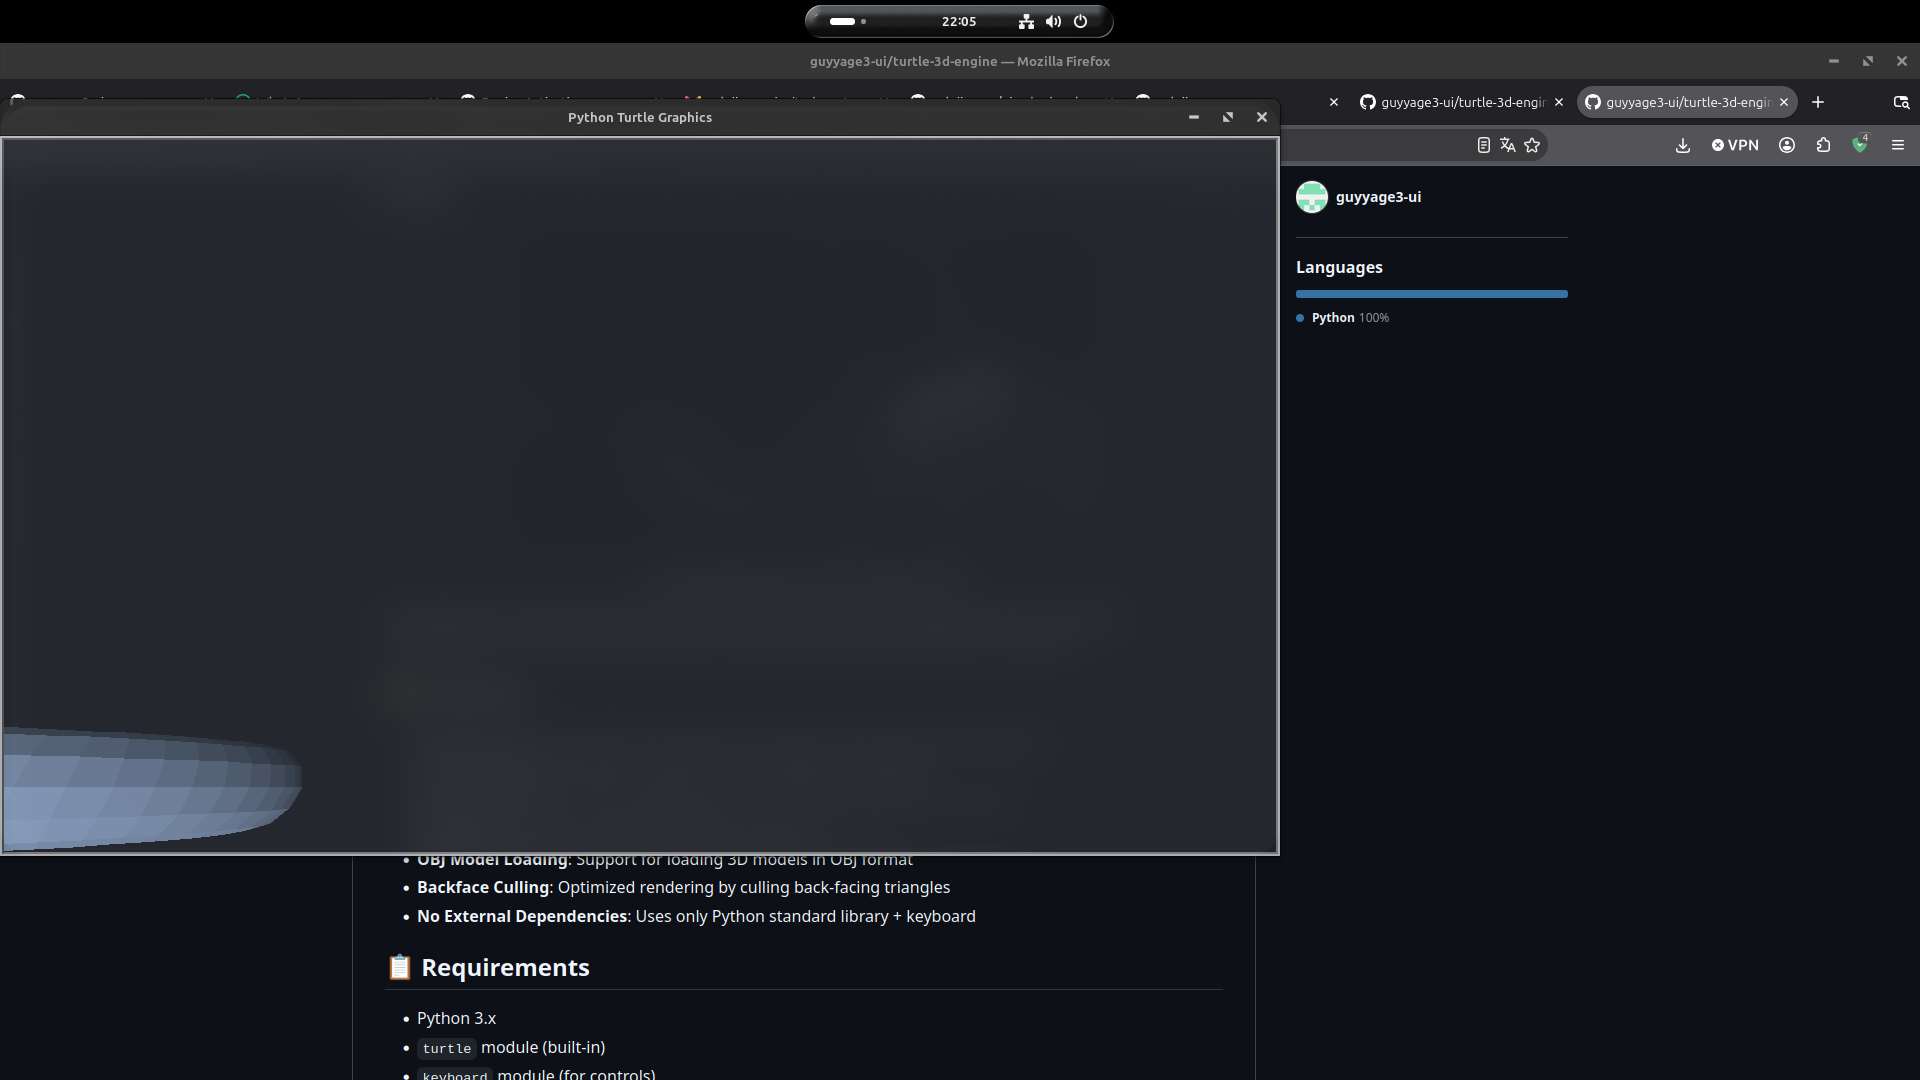 22:05
guyyage3-ui/turtle-3d-engine — Mozilla Firefox
guyyage3-ui/turtle-3d-engin
guyyage3-ui/turtle-3d-engin
Python Turtle Graphics
VPN
4
guyyage3-ui
Languages
Python 100%
OBJ Model Loading: Support for loading 3D models in OBJ format
Backface Culling: Optimized rendering by culling back-facing triangles
No External Dependencies: Uses only Python standard library + keyboard
📋 Requirements
Python 3.x
turtle module (built-in)
keyboard module (for controls)